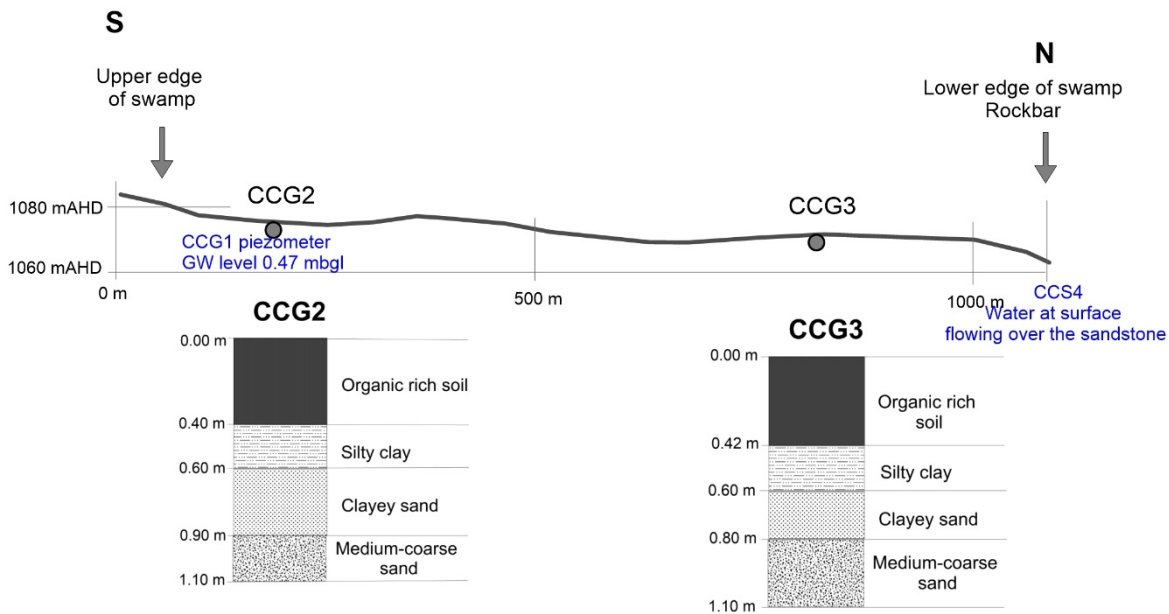 S
N
Upper edge
of swamp
Lower edge of swamp
Rockbar
CCG2
CCG3
1080 mAHD
CCG1 piezometer
GW level 0.47 mbgl
1060 mAHD
0 m
500 m
1000 m
CCS4
Water at surface
flowing over the sandstone
CCG2
0.00 m
Organic rich soil
0.40 m
Silty clay
0.60 m
Clayey sand
0.90 m
Medium-coarse
sand
1.10 m
CCG3
0.00 m
Organic rich
soil
0.42 m
Silty clay
0.60 m
Clayey sand
0.80 m
Medium-coarse
sand
1.10 m